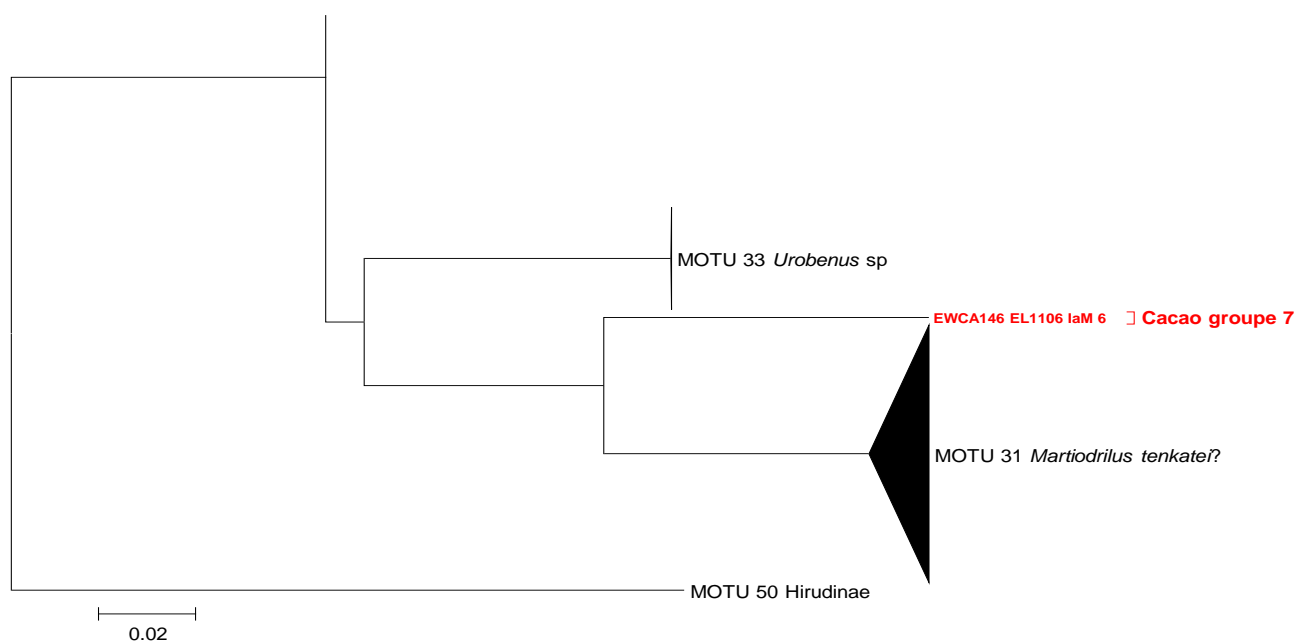 MOTU 33 Urobenus sp
EWCA146 EL1106 IaM 6 Cacao groupe 7
MOTU 31 Martiodrilus tenkatei?
MOTU 50 Hirudinae
0.02